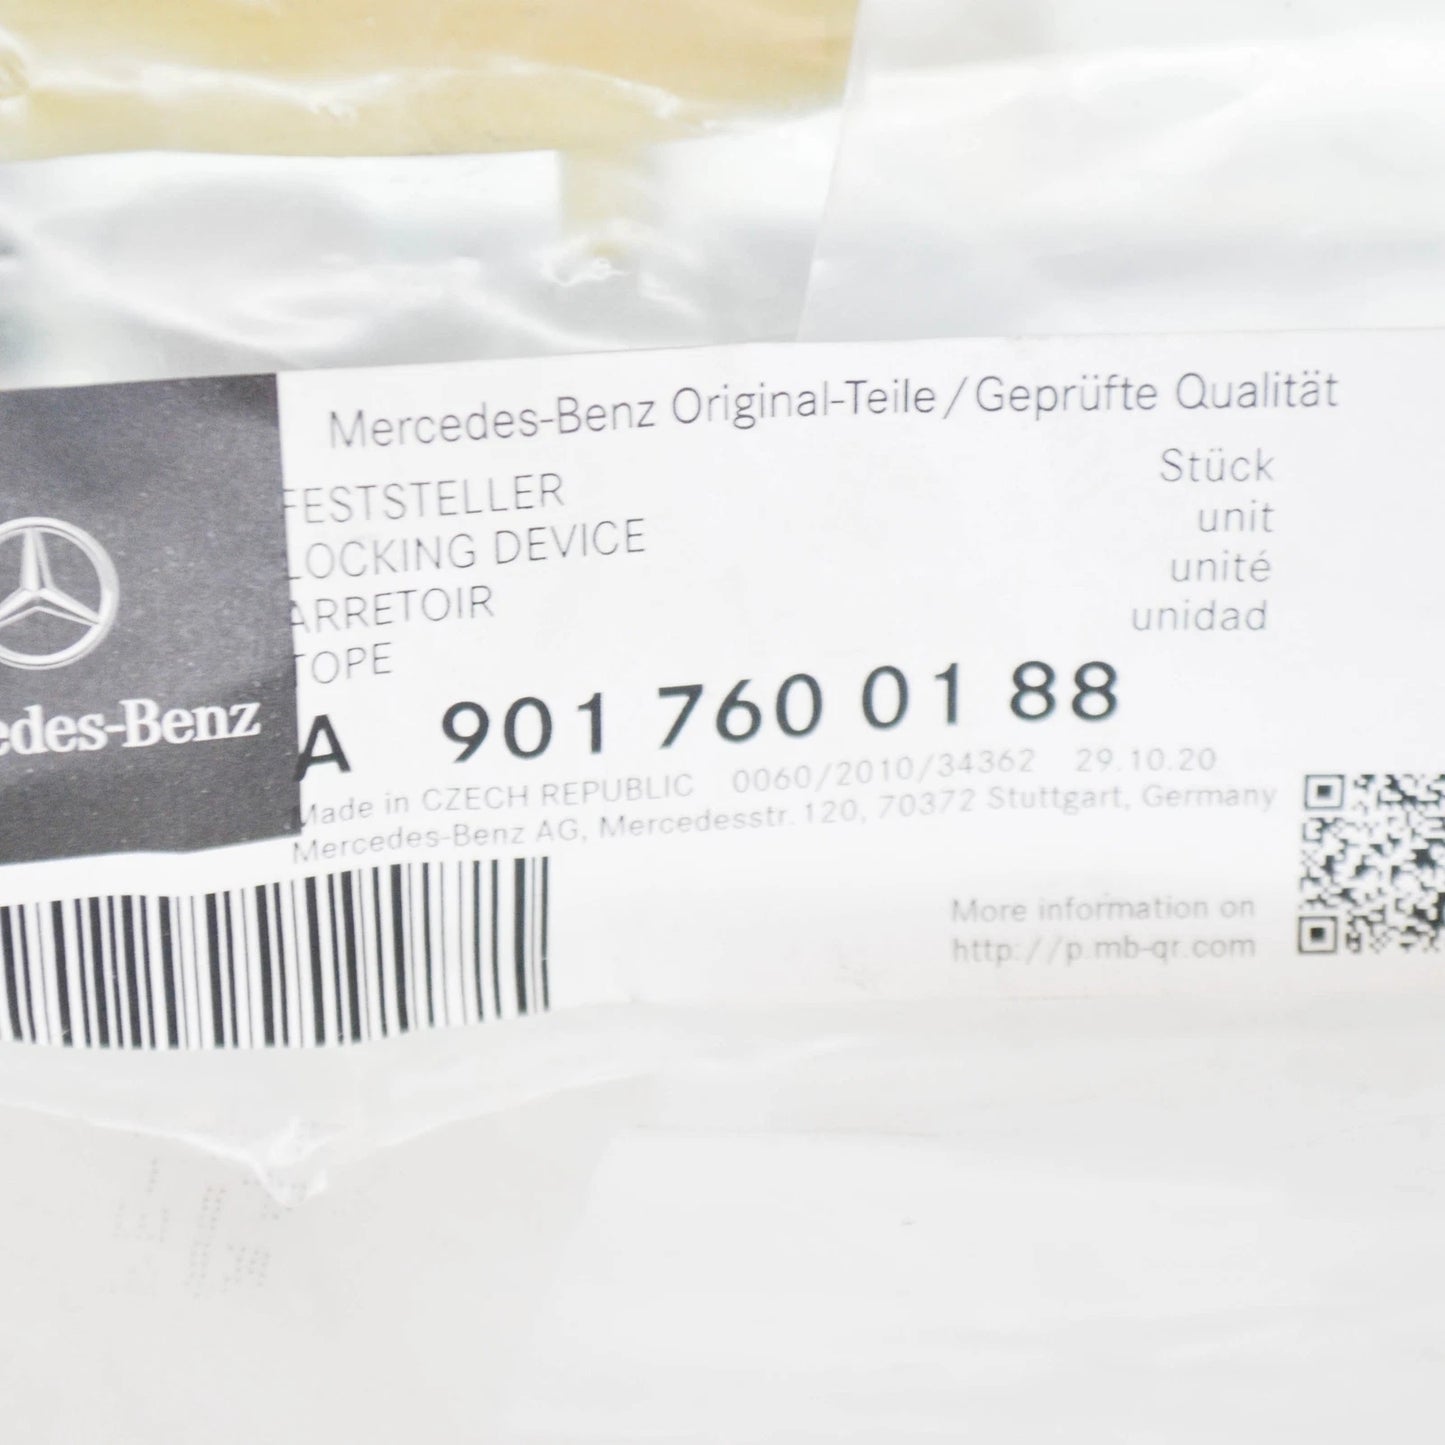 Mercedes-Benz Original-Teile/Geprüfte Qualität
FESTSTELLER
LOCKING DEVICE
ARRETOIR
TOPE
Stück
unit
unité
unidad
edes-Benz
A 901 760 01 88
Made in CZECH REPUBLIC 0060/2010/34362 29.10.20
Mercedes-Benz AG, Mercedesstr. 120, 70372 Stuttgart, Germany
More information on
http://p.mb-qr.com